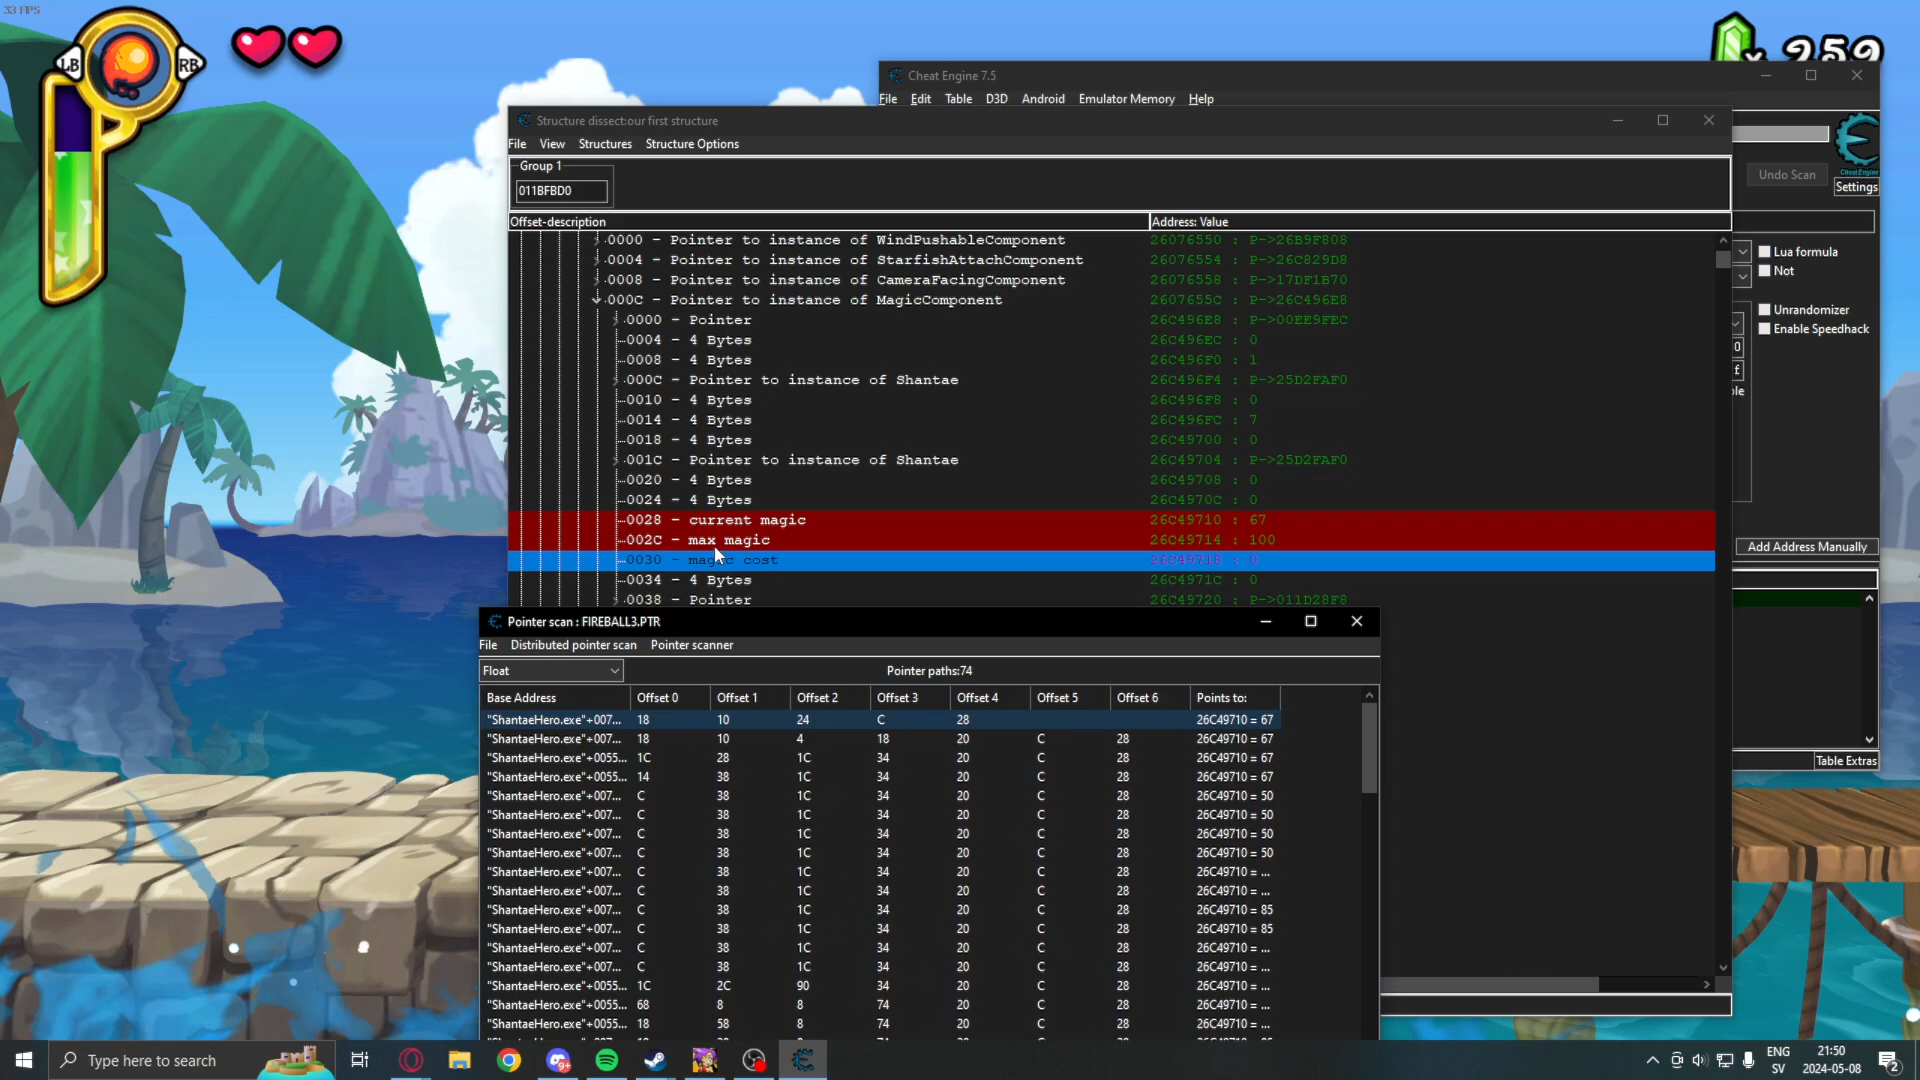 33 FPS
LB
RB
259
Cheat Engine 7.5
File Edit Table D3D Android Emulator Memory Help
Structure dissect:our first structure
File View Structures Structure Options
Group 1
011BFBD0
Undo Scan
Cheat Engine
Settings
Offset-description Address: Value
0000 - Pointer to instance of WindPushableComponent 26076550 : P->26B9F808
0004 - Pointer to instance of StarfishAttachComponent 26076554 : P->26C829D8
0008 - Pointer to instance of CameraFacingComponent 26076558 : P->17DF1B70
000C - Pointer to instance of MagicComponent 2607655C : P->26C496E8
0000 - Pointer 26C496E8 : P->00EE9FEC
0004 - 4 Bytes 26C496EC : 0
0008 - 4 Bytes 26C496F0 : 1
000C - Pointer to instance of Shantae 26C496F4 : P->25D2FAF0
0010 - 4 Bytes 26C496F8 : 0
0014 - 4 Bytes 26C496FC : 7
0018 - 4 Bytes 26C49700 : 0
001C - Pointer to instance of Shantae 26C49704 : P->25D2FAF0
0020 - 4 Bytes 26C49708 : 0
0024 - 4 Bytes 26C4970C : 0
0028 - current magic 26C49710 : 67
002C - max magic 26C49714 : 100
0030 - magic cost 26C49718 : 0
0034 - 4 Bytes 26C4971C : 0
0038 - Pointer 26C49720 : P->011D28F8
Lua formula
Not
Unrandomizer
Enable Speedhack
0
f
le
Add Address Manually
Table Extras
Pointer scan : FIREBALL3.PTR
File Distributed pointer scan Pointer scanner
Float Pointer paths:74
Base Address Offset 0 Offset 1 Offset 2 Offset 3 Offset 4 Offset 5 Offset 6 Points to:
"ShantaeHero.exe"+007... 18 10 24 C 28 26C49710 = 67
"ShantaeHero.exe"+007... 18 10 4 18 20 C 28 26C49710 = 67
"ShantaeHero.exe"+0055... 1C 28 1C 34 20 C 28 26C49710 = 67
"ShantaeHero.exe"+0055... 14 38 1C 34 20 C 28 26C49710 = 67
"ShantaeHero.exe"+007... C 38 1C 34 20 C 28 26C49710 = 50
"ShantaeHero.exe"+007... C 38 1C 34 20 C 28 26C49710 = 50
"ShantaeHero.exe"+007... C 38 1C 34 20 C 28 26C49710 = 50
"ShantaeHero.exe"+007... C 38 1C 34 20 C 28 26C49710 = 50
"ShantaeHero.exe"+007... C 38 1C 34 20 C 28 26C49710 = ...
"ShantaeHero.exe"+007... C 38 1C 34 20 C 28 26C49710 = ...
"ShantaeHero.exe"+007... C 38 1C 34 20 C 28 26C49710 = 85
"ShantaeHero.exe"+007... C 38 1C 34 20 C 28 26C49710 = 85
"ShantaeHero.exe"+007... C 38 1C 34 20 C 28 26C49710 = ...
"ShantaeHero.exe"+007... C 38 1C 34 20 C 28 26C49710 = ...
"ShantaeHero.exe"+0055... 1C 2C 90 34 20 C 28 26C49710 = ...
"ShantaeHero.exe"+0055... 68 8 8 74 20 C 28 26C49710 = ...
"ShantaeHero.exe"+0055... 18 58 8 74 20 C 28 26C49710 = ...
Type here to search
9+
ENG
SV
21:50
2024-05-08
2